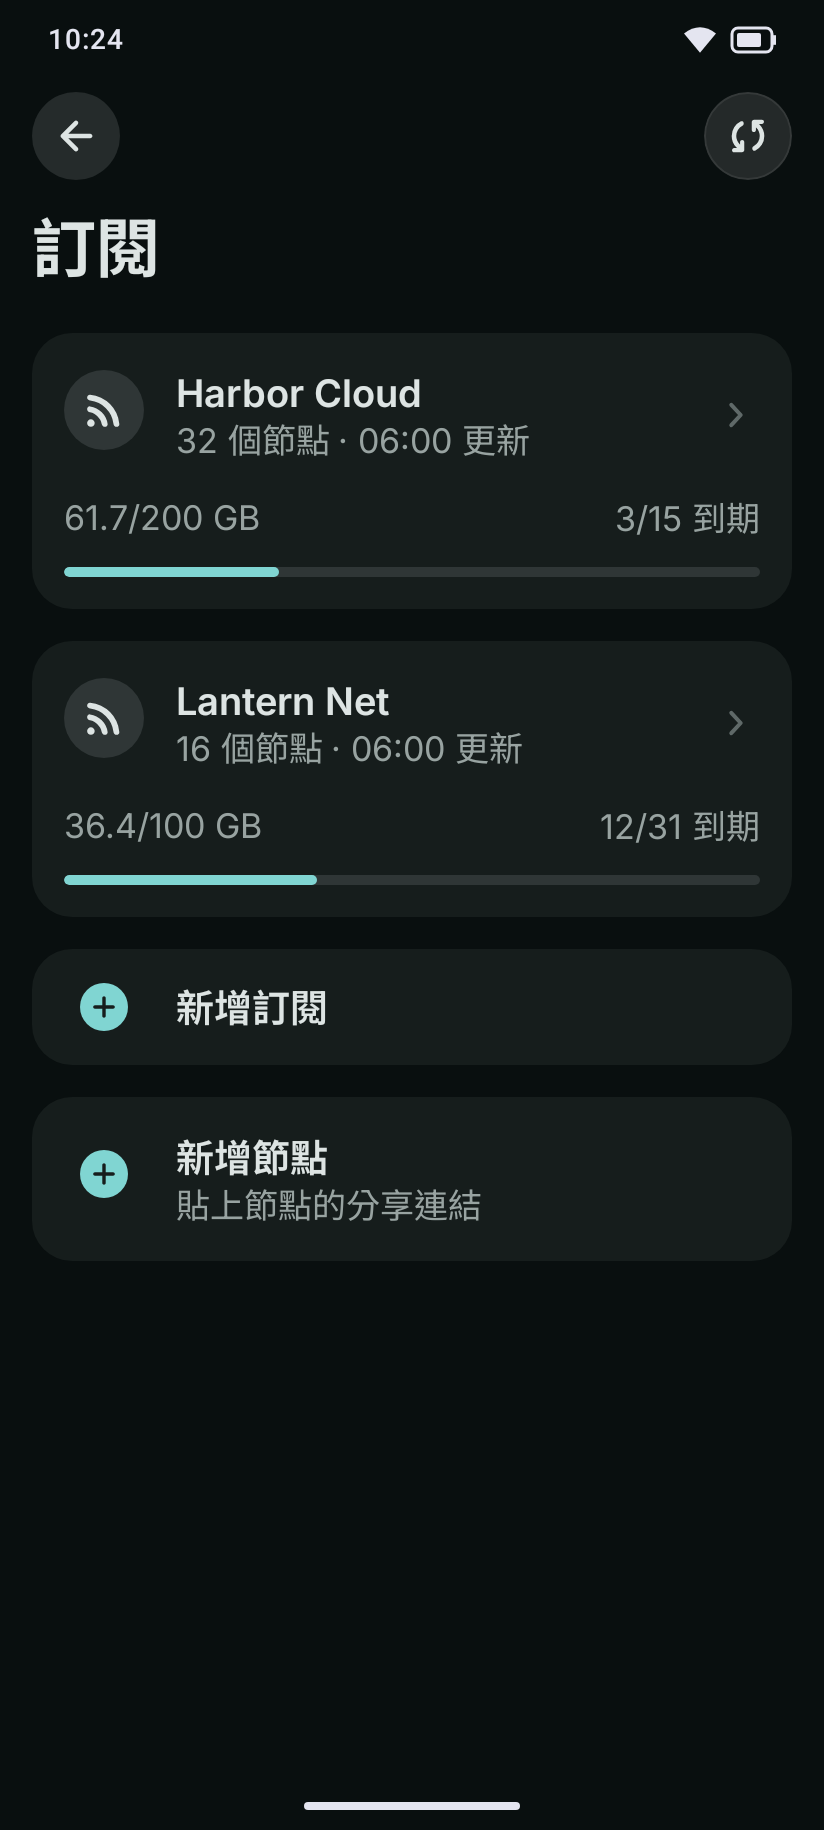 10:24
訂閱
Harbor Cloud
32 個節點 · 06:00 更新
61.7/200 GB
3/15 到期
Lantern Net
16 個節點 · 06:00 更新
36.4/100 GB
12/31 到期
新增訂閱
新增節點
貼上節點的分享連結